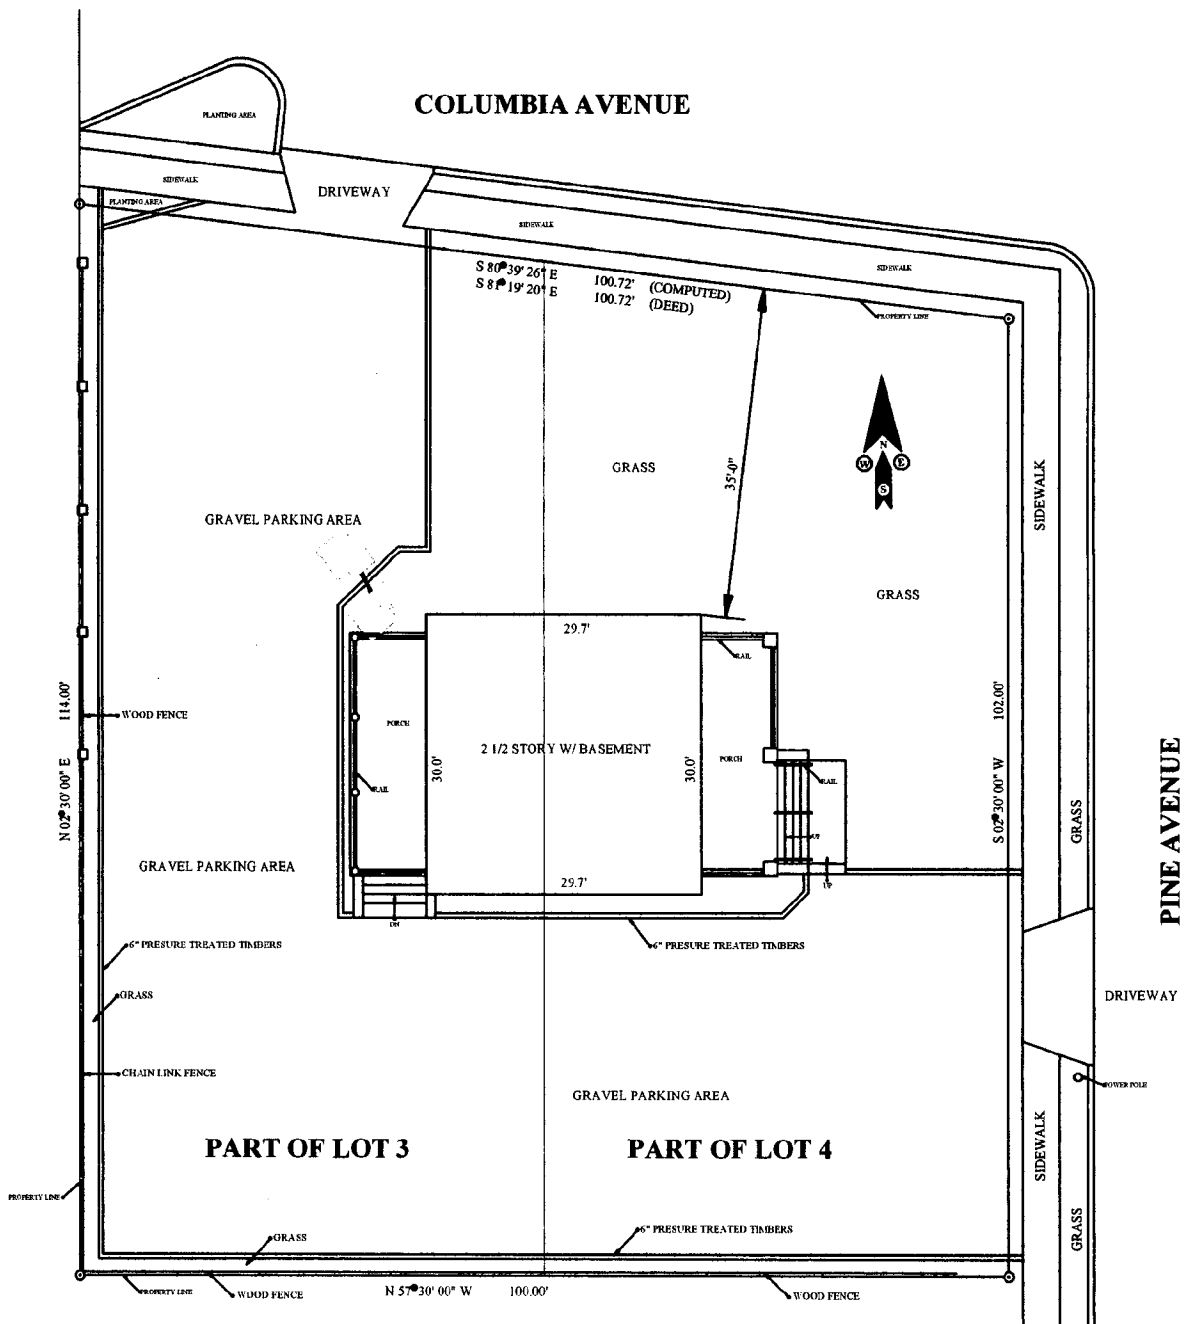 COLUMBIA AVENUE
PLANTING AREA
SIDEWALK
DRIVEWAY
PLANTING AREA
SIDEWALK
SIDEWALK
S 80° 39' 26" E 100.72' (COMPUTED)
S 81° 19' 20" E 100.72' (DEED)
PROPERTY LINE
N
W
E
S
35'-0"
GRASS
SIDEWALK
GRAVEL PARKING AREA
GRASS
29.7'
RAIL
114.00'
N 02° 30' 00" E
WOOD FENCE
PORCH
2 1/2 STORY W/ BASEMENT
30.0'
30.0'
PORCH
RAIL
RAIL
UP
UP
102.00'
S 02° 30' 00" W
GRASS
PINE AVENUE
GRAVEL PARKING AREA
29.7'
DN
6" PRESURE TREATED TIMBERS
6" PRESURE TREATED TIMBERS
GRASS
DRIVEWAY
CHAIN LINK FENCE
POWER POLE
GRAVEL PARKING AREA
PART OF LOT 3
PART OF LOT 4
SIDEWALK
PROPERTY LINE
GRASS
6" PRESURE TREATED TIMBERS
GRASS
PROPERTY LINE
WOOD FENCE
N 57° 30' 00" W 100.00'
WOOD FENCE